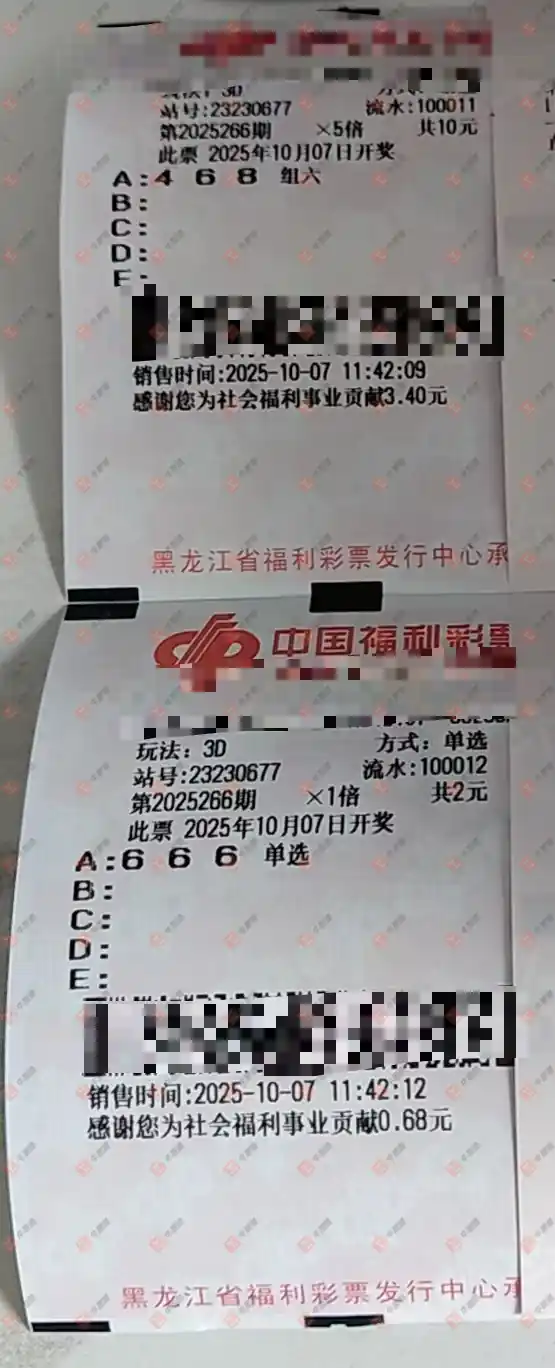 站号:23230677 流水:100011
第2025266期 ×5倍 共10元
此票 2025年10月07日开奖
A:4 6 8 组六
B:
C:
D:
E:
销售时间:2025-10-07 11:42:09
感谢您为社会福利事业贡献3.40元
黑龙江省福利彩票发行中心承
中国福利彩票
玩法: 3D 方式: 单选
站号:23230677 流水:100012
第2025266期 ×1倍 共2元
此票 2025年10月07日开奖
A:6 6 6 单选
B:
C:
D:
E:
销售时间:2025-10-07 11:42:12
感谢您为社会福利事业贡献0.68元
黑龙江省福利彩票发行中心承